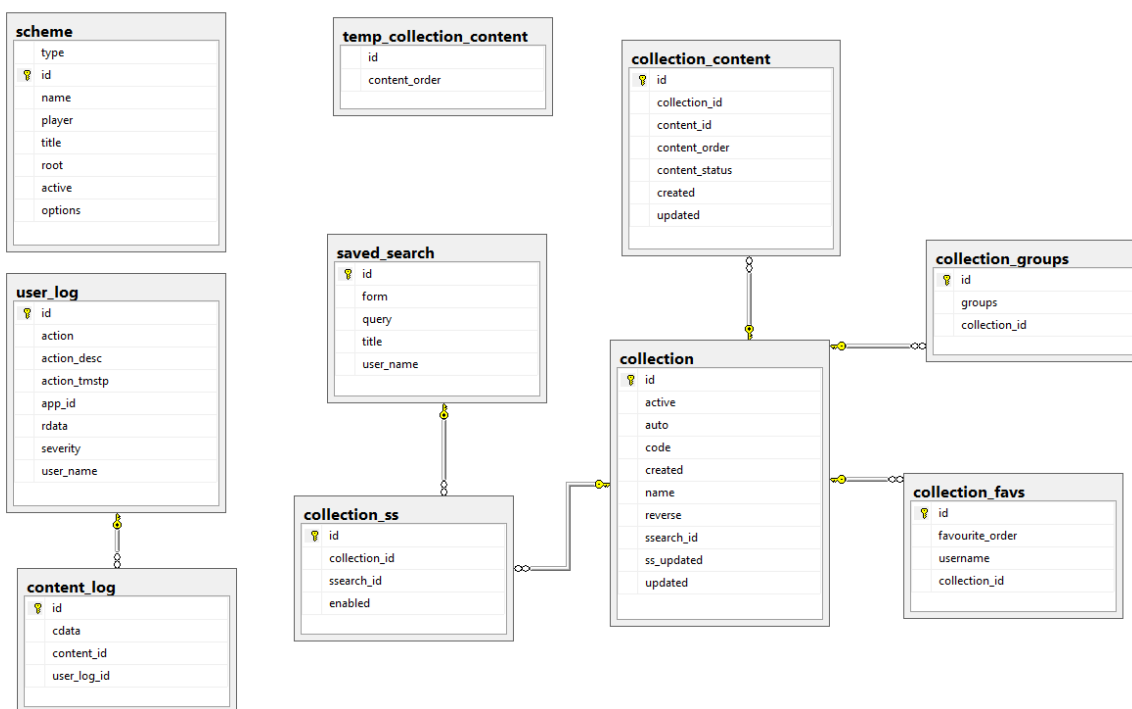 scheme
type
id
name
player
title
root
active
options
temp_collection_content
id
content_order
collection_content
id
collection_id
content_id
content_order
content_status
created
updated
saved_search
id
form
query
title
user_name
collection_groups
id
groups
collection_id
user_log
id
action
action_desc
action_tmstp
app_id
rdata
severity
user_name
collection
id
active
auto
code
created
name
reverse
ssearch_id
ss_updated
updated
collection_favs
id
favourite_order
username
collection_id
collection_ss
id
collection_id
ssearch_id
enabled
content_log
id
cdata
content_id
user_log_id